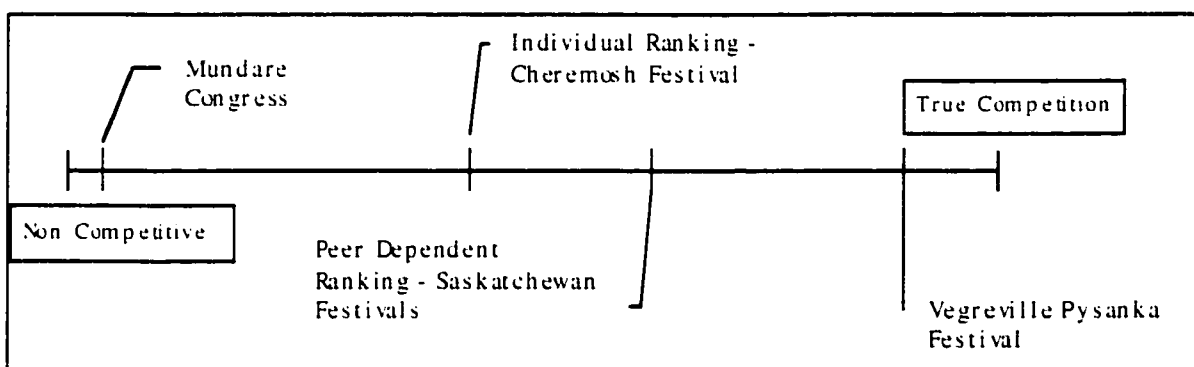 Individual Ranking -
Cheremosh Festival
Mundare
Congress
True Competition
Non Competitive
Peer Dependent
Ranking - Saskatchewan
Festivals
Vegreville Pysanka
Festival